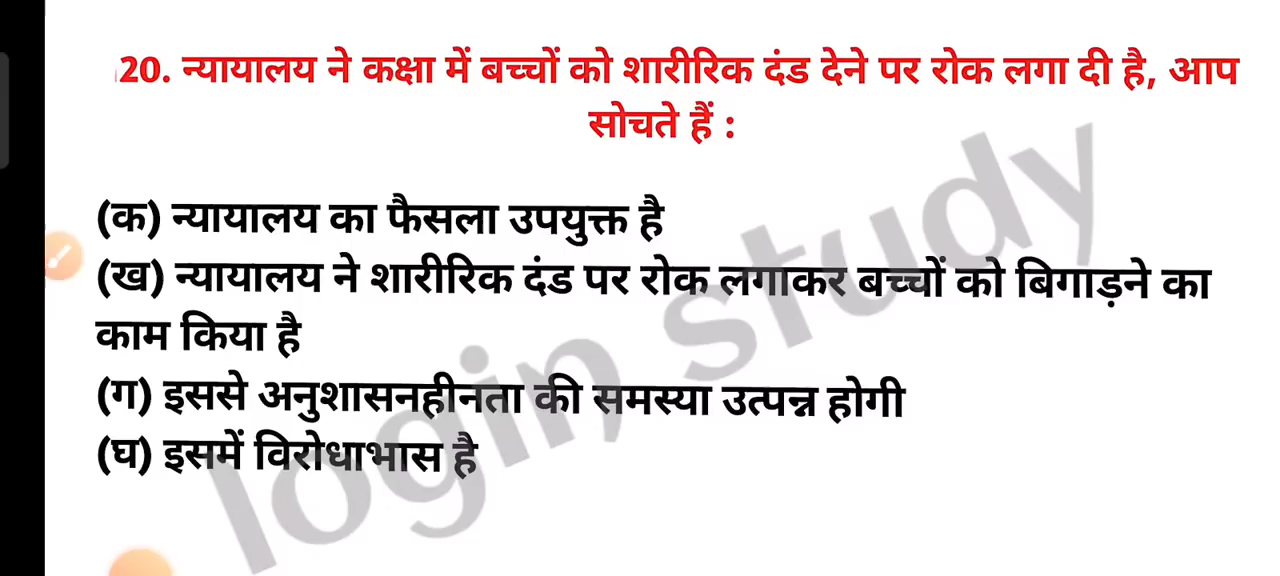 20. न्यायालय ने कक्षा में बच्चों को शारीरिक दंड देने पर रोक लगा दी है, आप
सोचते हैं :
(क) न्यायालय का फैसला उपयुक्त है
(ख) न्यायालय ने शारीरिक दंड पर रोक लगाकर बच्चों को बिगाड़ने का
काम किया है
(ग) इससे अनुशासनहीनता की समस्या उत्पन्न होगी
(घ) इसमें विरोधाभास है
login study